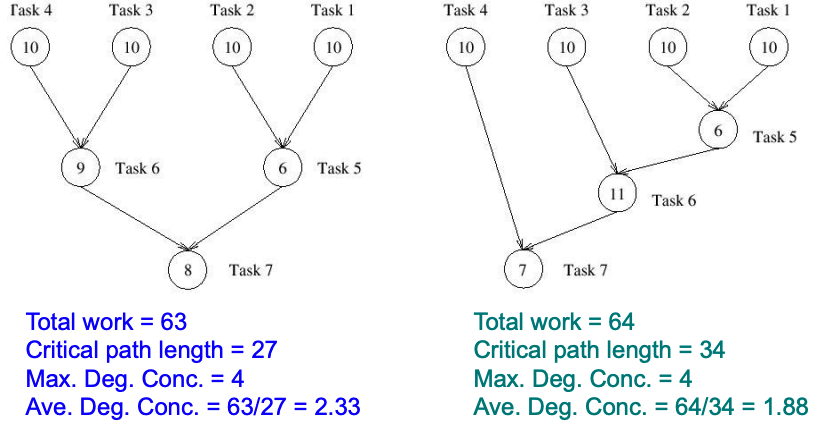 Task 4 Task 3 Task 2 Task 1
10 10 10 10
9 Task 6 6 Task 5
8 Task 7
Total work = 63
Critical path length = 27
Max. Deg. Conc. = 4
Ave. Deg. Conc. = 63/27 = 2.33
Task 4 Task 3 Task 2 Task 1
10 10 10 10
6 Task 5
11 Task 6
7 Task 7
Total work = 64
Critical path length = 34
Max. Deg. Conc. = 4
Ave. Deg. Conc. = 64/34 = 1.88